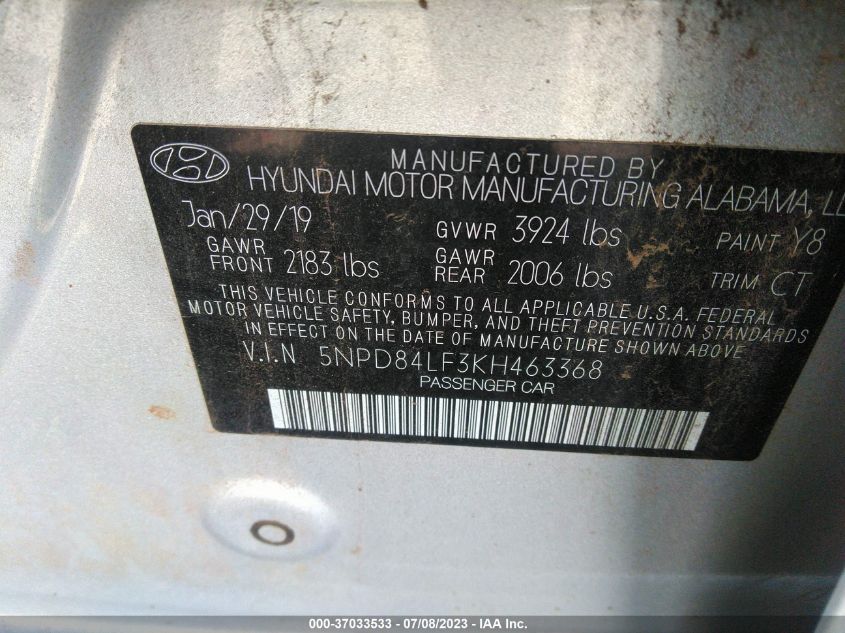 MANUFACTURED BY
HYUNDAI MOTOR MANUFACTURING ALABAMA,
Jan/29/19 GVWR 3924 lbs PAINT Y8
GAWR FRONT 2183 lbs GAWR REAR 2006 lbs TRIM CT
THIS VEHICLE CONFORMS TO ALL APPLICABLE U.S.A. FEDERAL
MOTOR VEHICLE SAFETY, BUMPER, AND THEFT PREVENTION STANDARDS
IN EFFECT ON THE DATE OF MANUFACTURE SHOWN ABOVE
V.I.N 5NPD84LF3KH463368
PASSENGER CAR
000-37033533 - 07/08/2023 - IAA Inc.